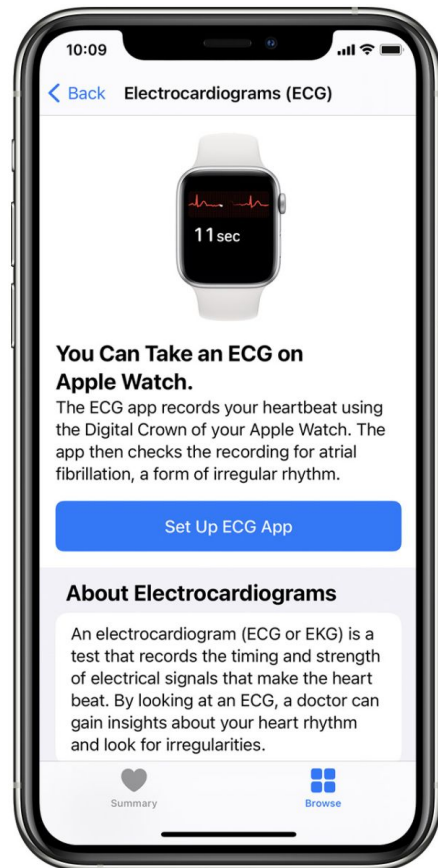 10:09
Back Electrocardiograms (ECG)
11 sec
You Can Take an ECG on
Apple Watch.
The ECG app records your heartbeat using
the Digital Crown of your Apple Watch. The
app then checks the recording for atrial
fibrillation, a form of irregular rhythm.
Set Up ECG App
About Electrocardiograms
An electrocardiogram (ECG or EKG) is a
test that records the timing and strength
of electrical signals that make the heart
beat. By looking at an ECG, a doctor can
gain insights about your heart rhythm
and look for irregularities.
Summary Browse